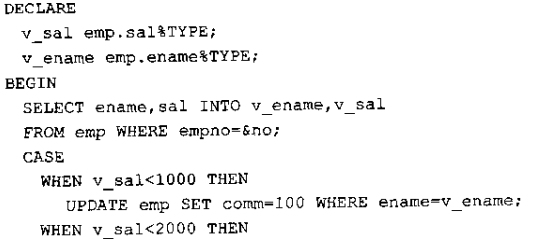 DECLARE
v_sal emp.sal%TYPE;
v_ename emp.ename%TYPE;
BEGIN
SELECT ename,sal INTO v_ename,v_sal
FROM emp WHERE empno=&no;
CASE
WHEN v_sal<1000 THEN
UPDATE emp SET comm=100 WHERE ename=v_ename;
WHEN v_sal<2000 THEN